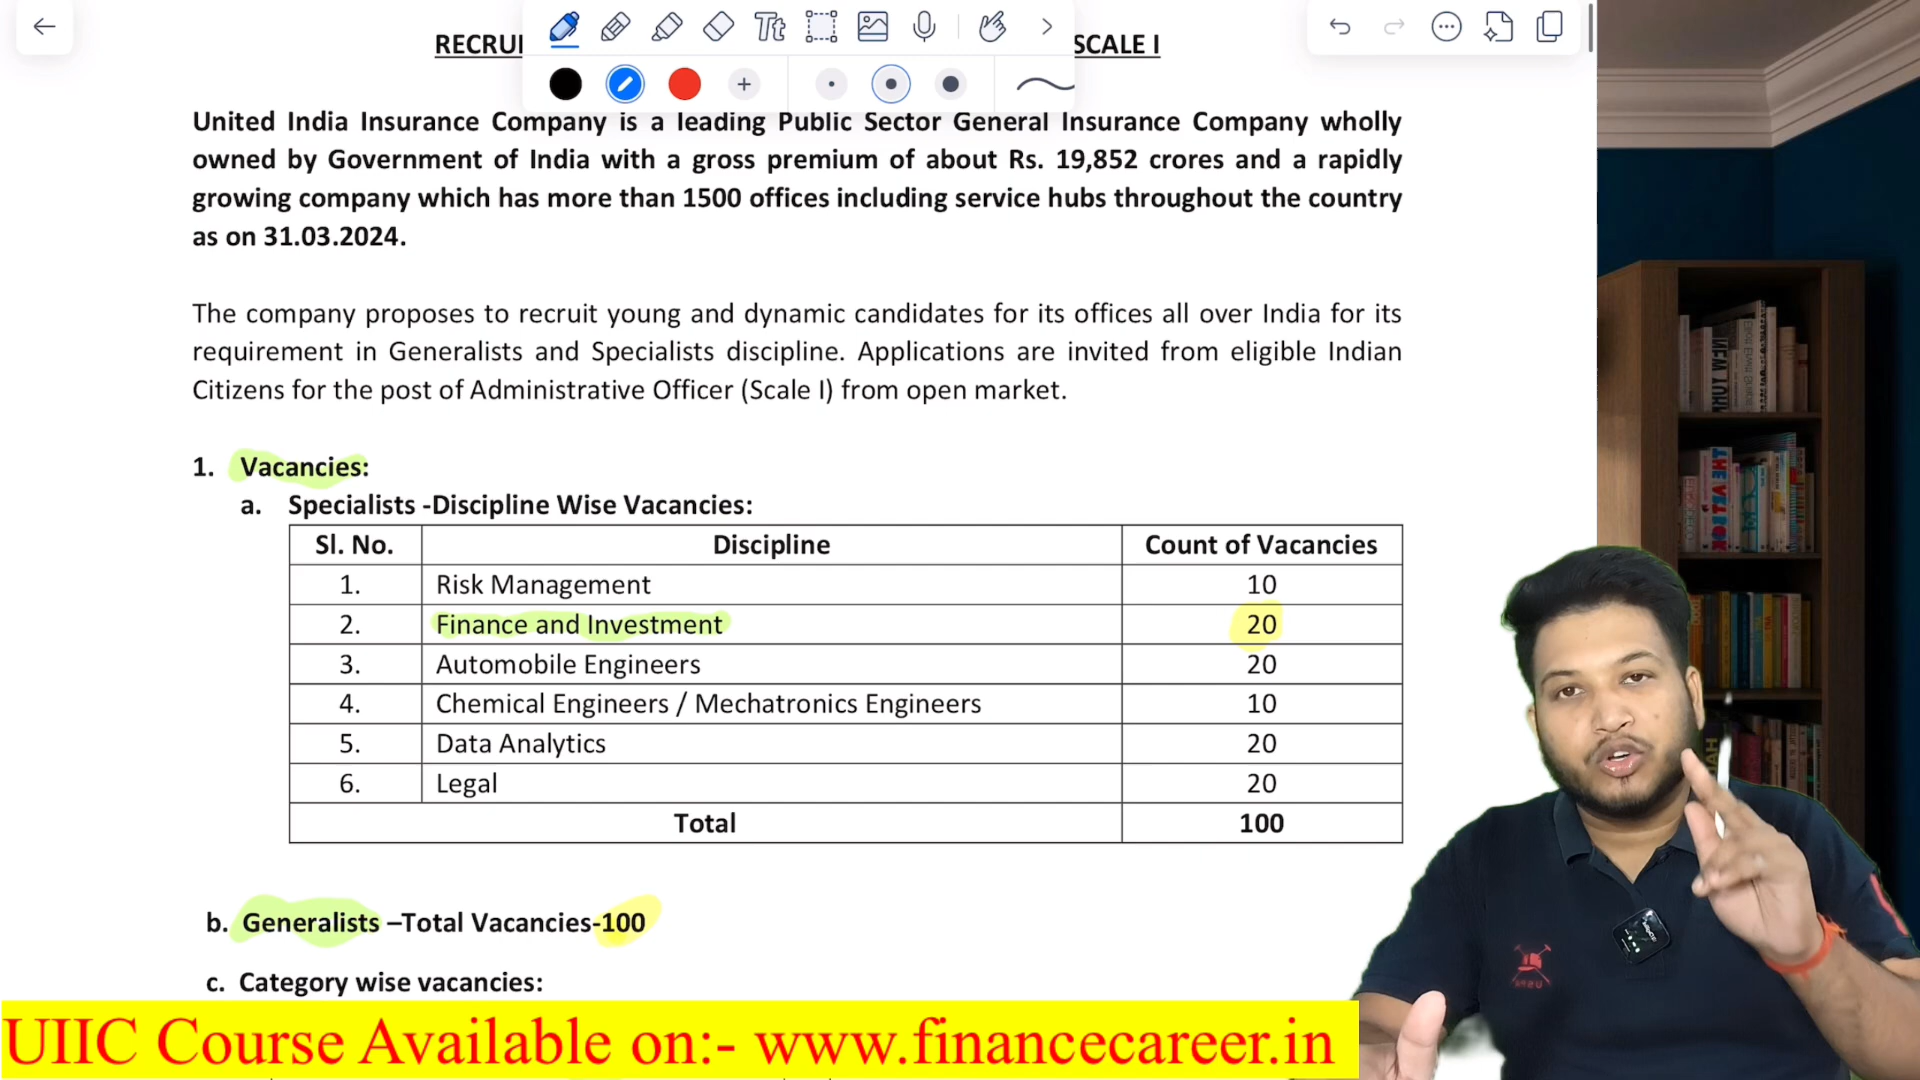 RECRUI SCALE I
United India Insurance Company is a leading Public Sector General Insurance Company wholly
owned by Government of India with a gross premium of about Rs. 19,852 crores and a rapidly
growing company which has more than 1500 offices including service hubs throughout the country
as on 31.03.2024.
The company proposes to recruit young and dynamic candidates for its offices all over India for its
requirement in Generalists and Specialists discipline. Applications are invited from eligible Indian
Citizens for the post of Administrative Officer (Scale I) from open market.
1. Vacancies:
a. Specialists -Discipline Wise Vacancies:
Sl. No. Discipline Count of Vacancies
1. Risk Management 10
2. Finance and Investment 20
3. Automobile Engineers 20
4. Chemical Engineers / Mechatronics Engineers 10
5. Data Analytics 20
6. Legal 20
Total 100
b. Generalists –Total Vacancies-100
c. Category wise vacancies:
UIIC Course Available on:- www.financecareer.in